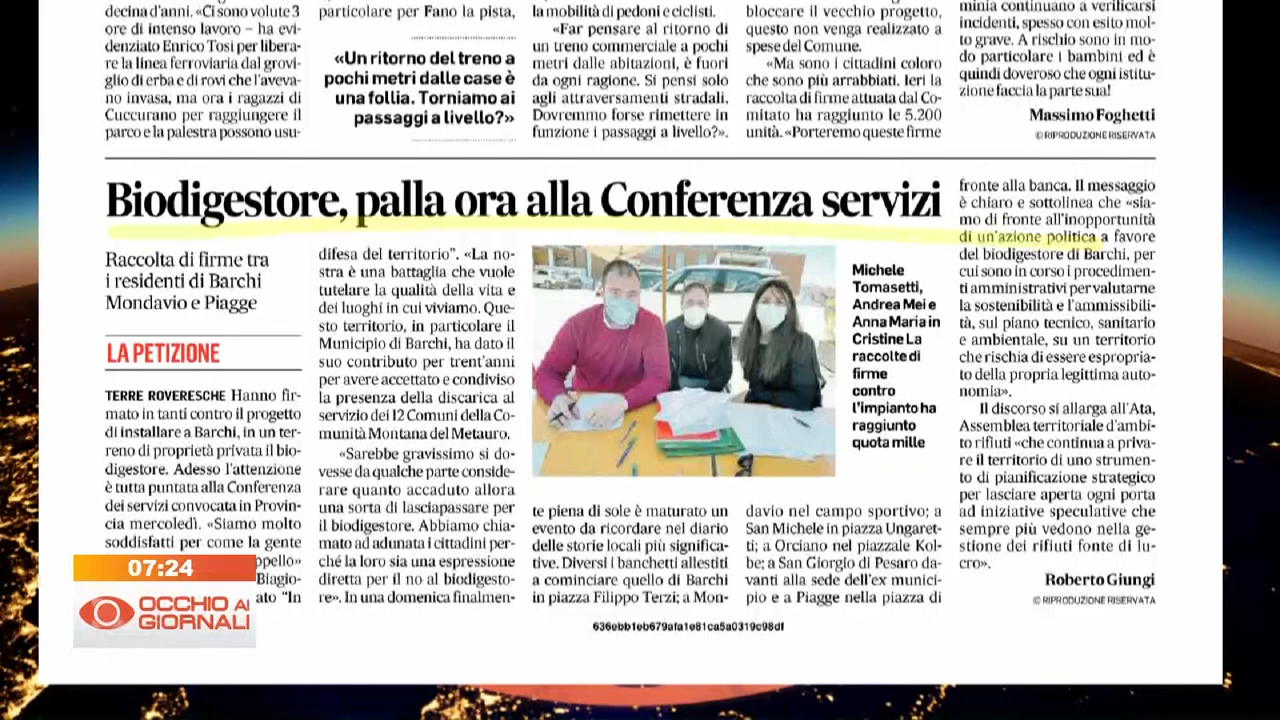 decina d'anni. «Ci sono volute 3
ore di intenso lavoro – ha evi-
denziato Enrico Tosi per libera-
re la linea ferroviaria dal grovi-
glio di erba e di rovi che l'aveva-
no invasa, ma ora i ragazzi di
Cuccurano per raggiungere il
parco e la palestra possono usu-
particolare per Fano la pista,
«Un ritorno del treno a
pochi metri dalle case è
una follia. Torniamo ai
passaggi a livello?»
la mobilità di pedoni e ciclisti.
«Far pensare al ritorno di
un treno commerciale a pochi
metri dalle abitazioni, è fuori
da ogni ragione. Si pensi solo
agli attraversamenti stradali.
Dovremmo forse rimettere in
funzione i passaggi a livello?».
bloccare il vecchio progetto,
questo non venga realizzato a
spese del Comune.
«Ma sono i cittadini coloro
che sono più arrabbiati. Ieri la
raccolta di firme attuata dal Co-
mitato ha raggiunto le 5.200
unità. «Porteremo queste firme
minia continuano a verificarsi
incidenti, spesso con esito mol-
to grave. A rischio sono in mo-
do particolare i bambini ed è
quindi doveroso che ogni istitu-
zione faccia la parte sua!
Massimo Foghetti
© RIPRODUZIONE RISERVATA
Biodigestore, palla ora alla Conferenza servizi
Raccolta di firme tra
i residenti di Barchi
Mondavio e Piagge
LA PETIZIONE
TERRE ROVERESCHE Hanno fir-
mato in tanti contro il progetto
di installare a Barchi, in un ter-
reno di proprietà privata il bio-
digestore. Adesso l'attenzione
è tutta puntata alla Conferenza
dei servizi convocata in Provin-
cia mercoledì. «Siamo molto
soddisfatti per come la gente
ppello»
Biagio-
ato "In
difesa del territorio". «La no-
stra è una battaglia che vuole
tutelare la qualità della vita e
dei luoghi in cui viviamo. Que-
sto territorio, in particolare il
Municipio di Barchi, ha dato il
suo contributo per trent'anni
per avere accettato e condiviso
la presenza della discarica al
servizio dei 12 Comuni della Co-
munità Montana del Metauro.
«Sarebbe gravissimo si do-
vesse da qualche parte conside-
rare quanto accaduto allora
una sorta di lasciapassare per
il biodigestore. Abbiamo chia-
mato ad adunata i cittadini per-
ché la loro sia una espressione
diretta per il no al biodigesto-
re». In una domenica finalmen-
Michele
Tomasetti,
Andrea Mei e
Anna Maria in
Cristine La
raccolte di
firme
contro
l'impianto ha
raggiunto
quota mille
te piena di sole è maturato un
evento da ricordare nel diario
delle storie locali più significa-
tive. Diversi i banchetti allestiti
a cominciare quello di Barchi
in piazza Filippo Terzi; a Mon-
davio nel campo sportivo; a
San Michele in piazza Ungaret-
ti; a Orciano nel piazzale Kol-
be; a San Giorgio di Pesaro da-
vanti alla sede dell'ex munici-
pio e a Piagge nella piazza di
fronte alla banca. Il messaggio
è chiaro e sottolinea che «sia-
mo di fronte all'inopportunità
di un'azione politica a favore
del biodigestore di Barchi, per
cui sono in corso i procedimen-
ti amministrativi per valutarne
la sostenibilità e l'ammissibili-
tà, sul piano tecnico, sanitario
e ambientale, su un territorio
che rischia di essere espropria-
to della propria legittima auto-
nomia».
Il discorso si allarga all'Ata,
Assemblea territoriale d'ambi-
to rifiuti «che continua a priva-
re il territorio di uno strumen-
to di pianificazione strategico
per lasciare aperta ogni porta
ad iniziative speculative che
sempre più vedono nella ge-
stione dei rifiuti fonte di lu-
cro».
Roberto Giungi
© RIPRODUZIONE RISERVATA
07:24
OCCHIO AI
GIORNALI
636ebb1eb679afa1e81ca5a0319c98df